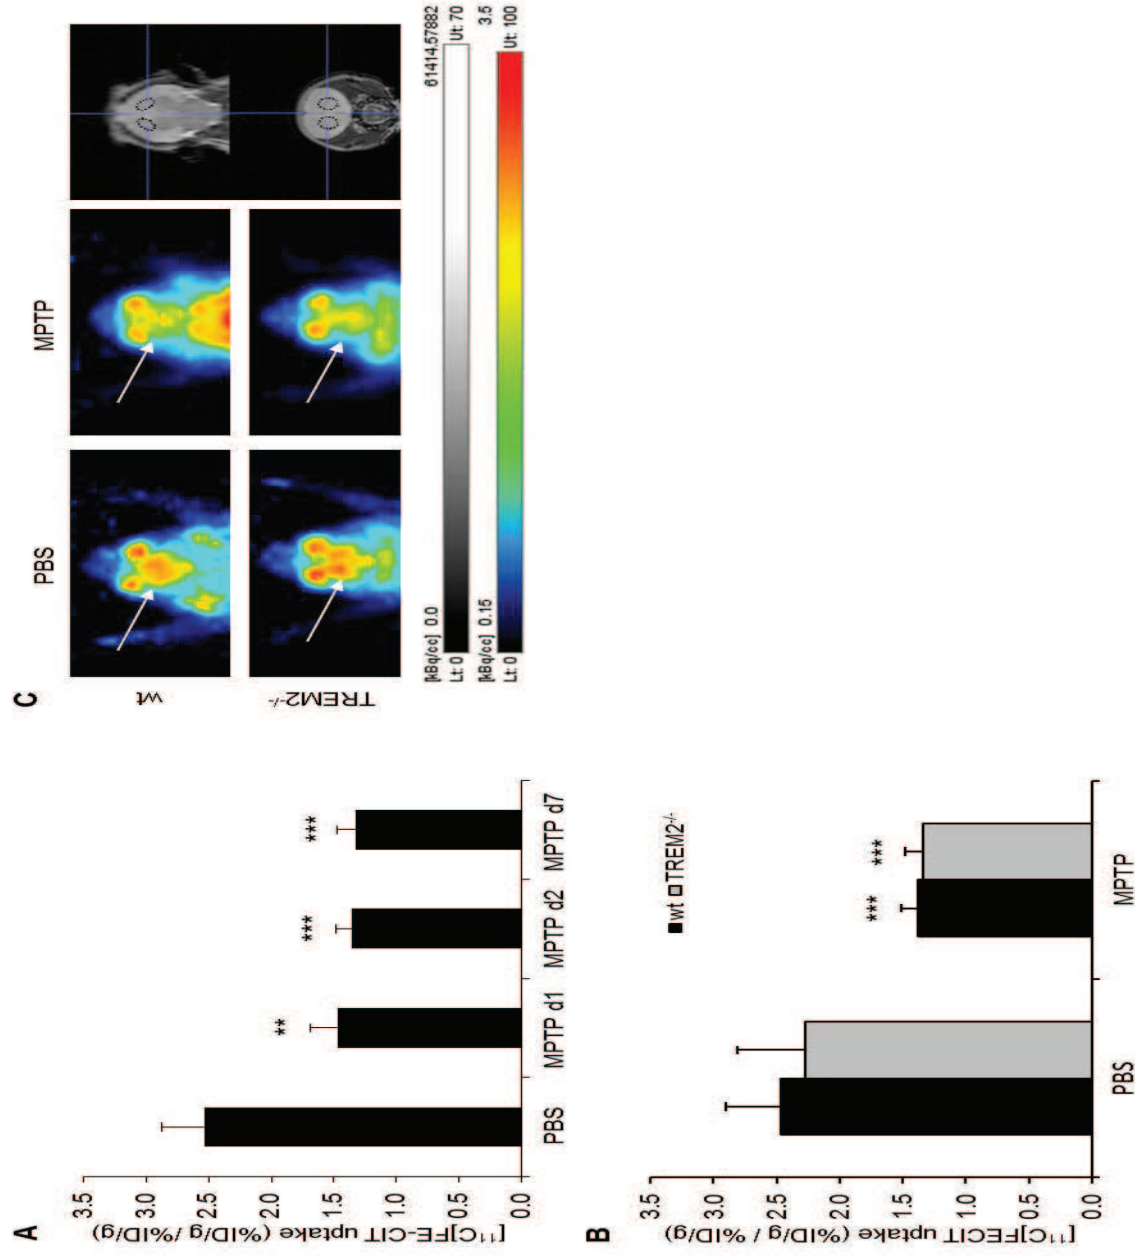 A
[¹¹C]FE-CIT uptake (%ID/g / %ID/g)
3.5
3.0
2.5
2.0
1.5
1.0
0.5
0.0
**
***
***
PBS
MPTP d1
MPTP d2
MPTP d7
B
[¹¹C]FECIT uptake (%ID/g / %ID/g)
3.5
3.0
2.5
2.0
1.5
1.0
0.5
0.0
wt TREM2⁻/⁻
***
***
PBS
MPTP
C
PBS
MPTP
wt
TREM2⁻/⁻
[kBq/cc] 0.0
61414.57882
Lt: 0
Ut: 70
[kBq/cc] 0.15
3.5
Lt: 0
Ut: 100